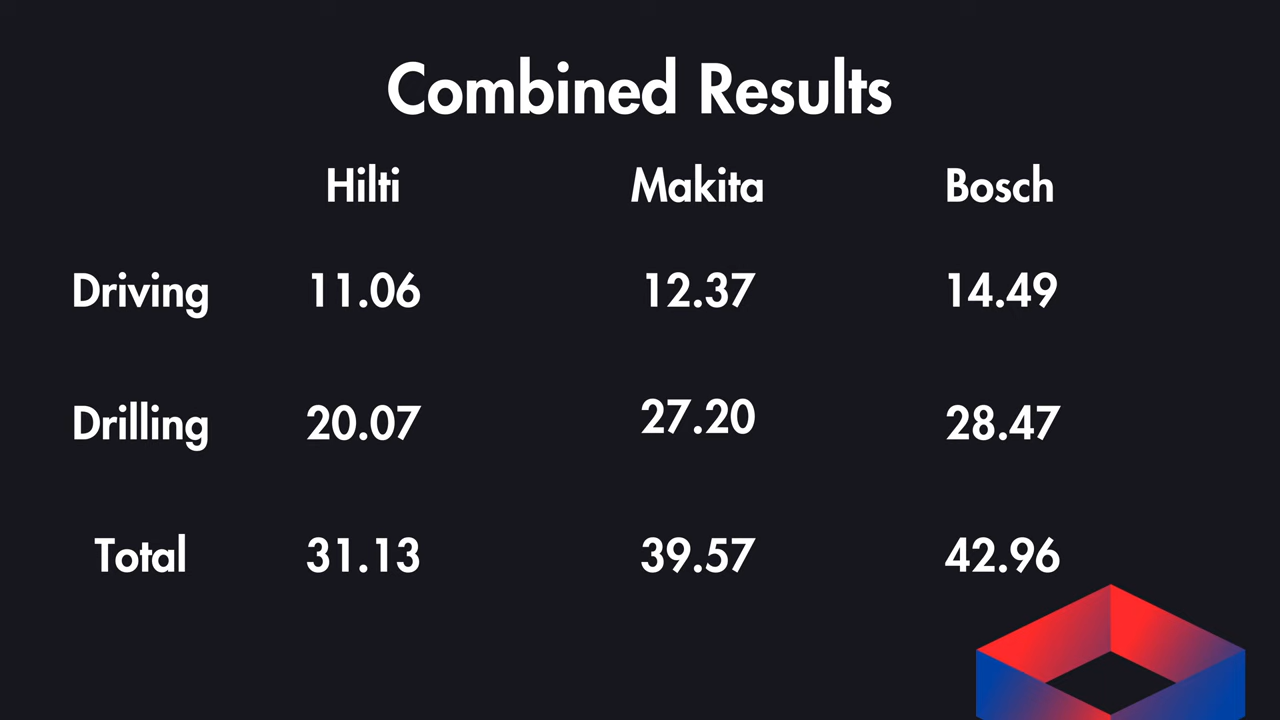 Combined Results
Hilti Makita Bosch
Driving 11.06 12.37 14.49
Drilling 20.07 27.20 28.47
Total 31.13 39.57 42.96